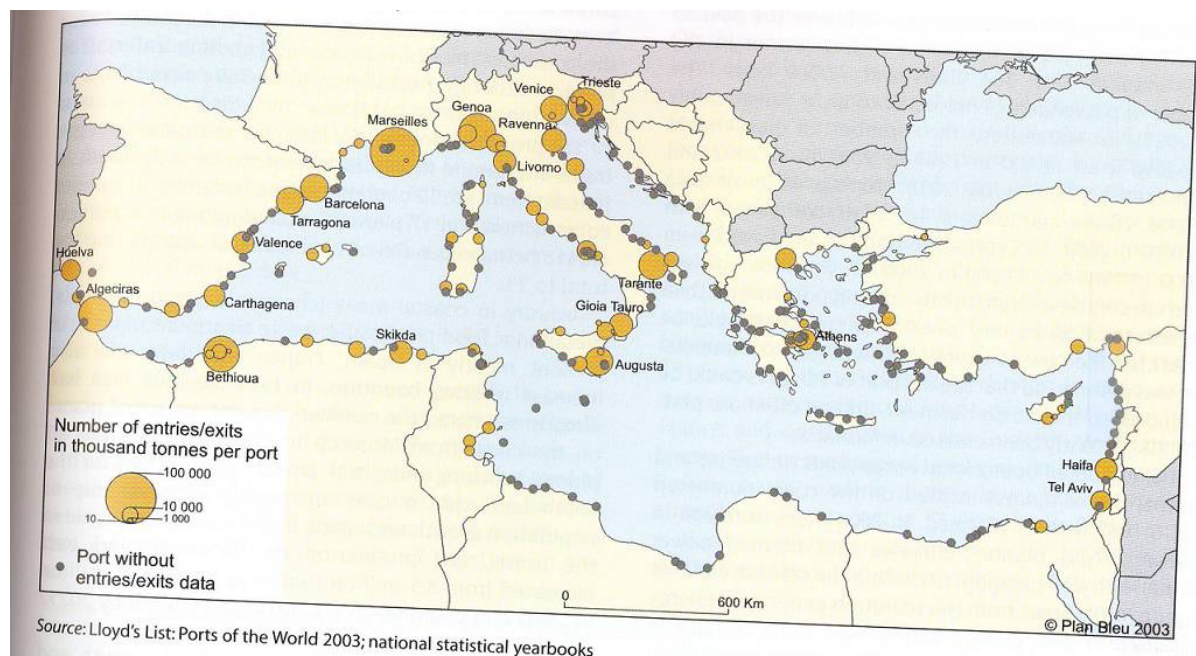 Venice
Trieste
Genoa
Ravenna
Marseilles
Livorno
Barcelona
Tarragona
Valence
Huelva
Algeciras
Carthagena
Tarante
Gioia Tauro
Skikda
Athens
Bethioua
Augusta
Haifa
Tel Aviv
Number of entries/exits
in thousand tonnes per port
100 000
10 000
10
1 000
Port without
entries/exits data
0
600 Km
© Plan Bleu 2003
Source: Lloyd's List: Ports of the World 2003; national statistical yearbooks